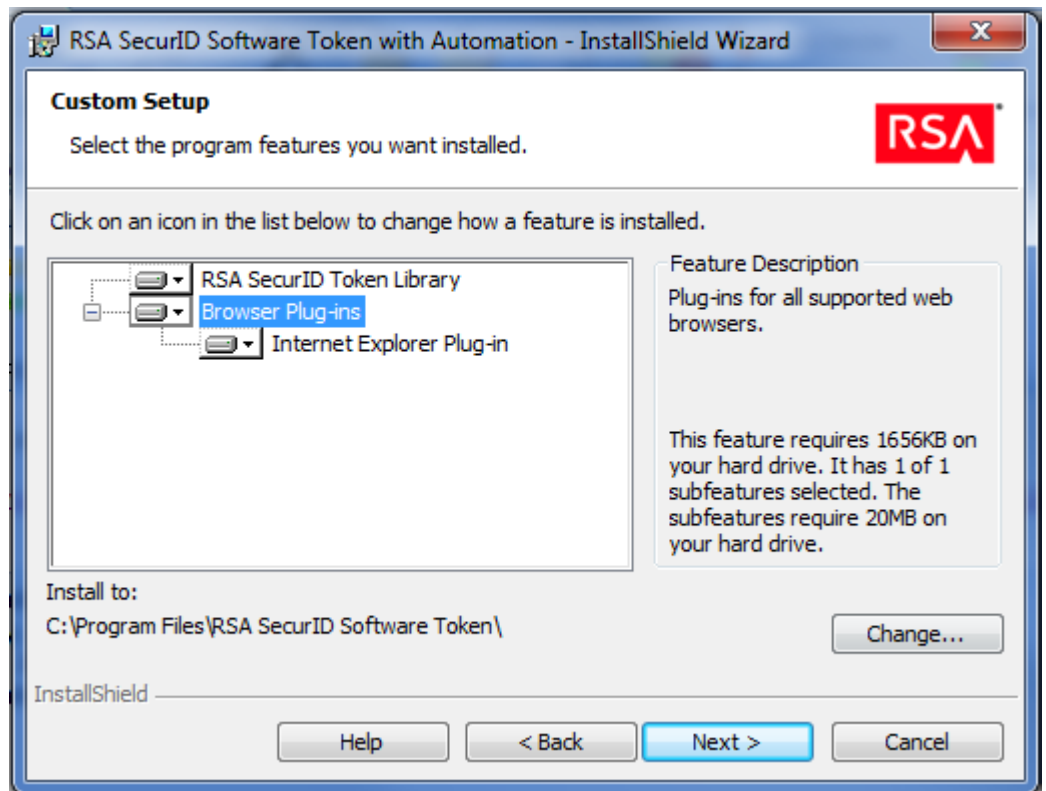 RSA SecurID Software Token with Automation - InstallShield Wizard
Custom Setup
Select the program features you want installed.
RSA
Click on an icon in the list below to change how a feature is installed.
RSA SecurID Token Library
Browser Plug-ins
Internet Explorer Plug-in
Feature Description
Plug-ins for all supported web
browsers.
This feature requires 1656KB on
your hard drive. It has 1 of 1
subfeatures selected. The
subfeatures require 20MB on
your hard drive.
Install to:
C:\Program Files\RSA SecurID Software Token\
Change...
InstallShield
Help
< Back
Next >
Cancel